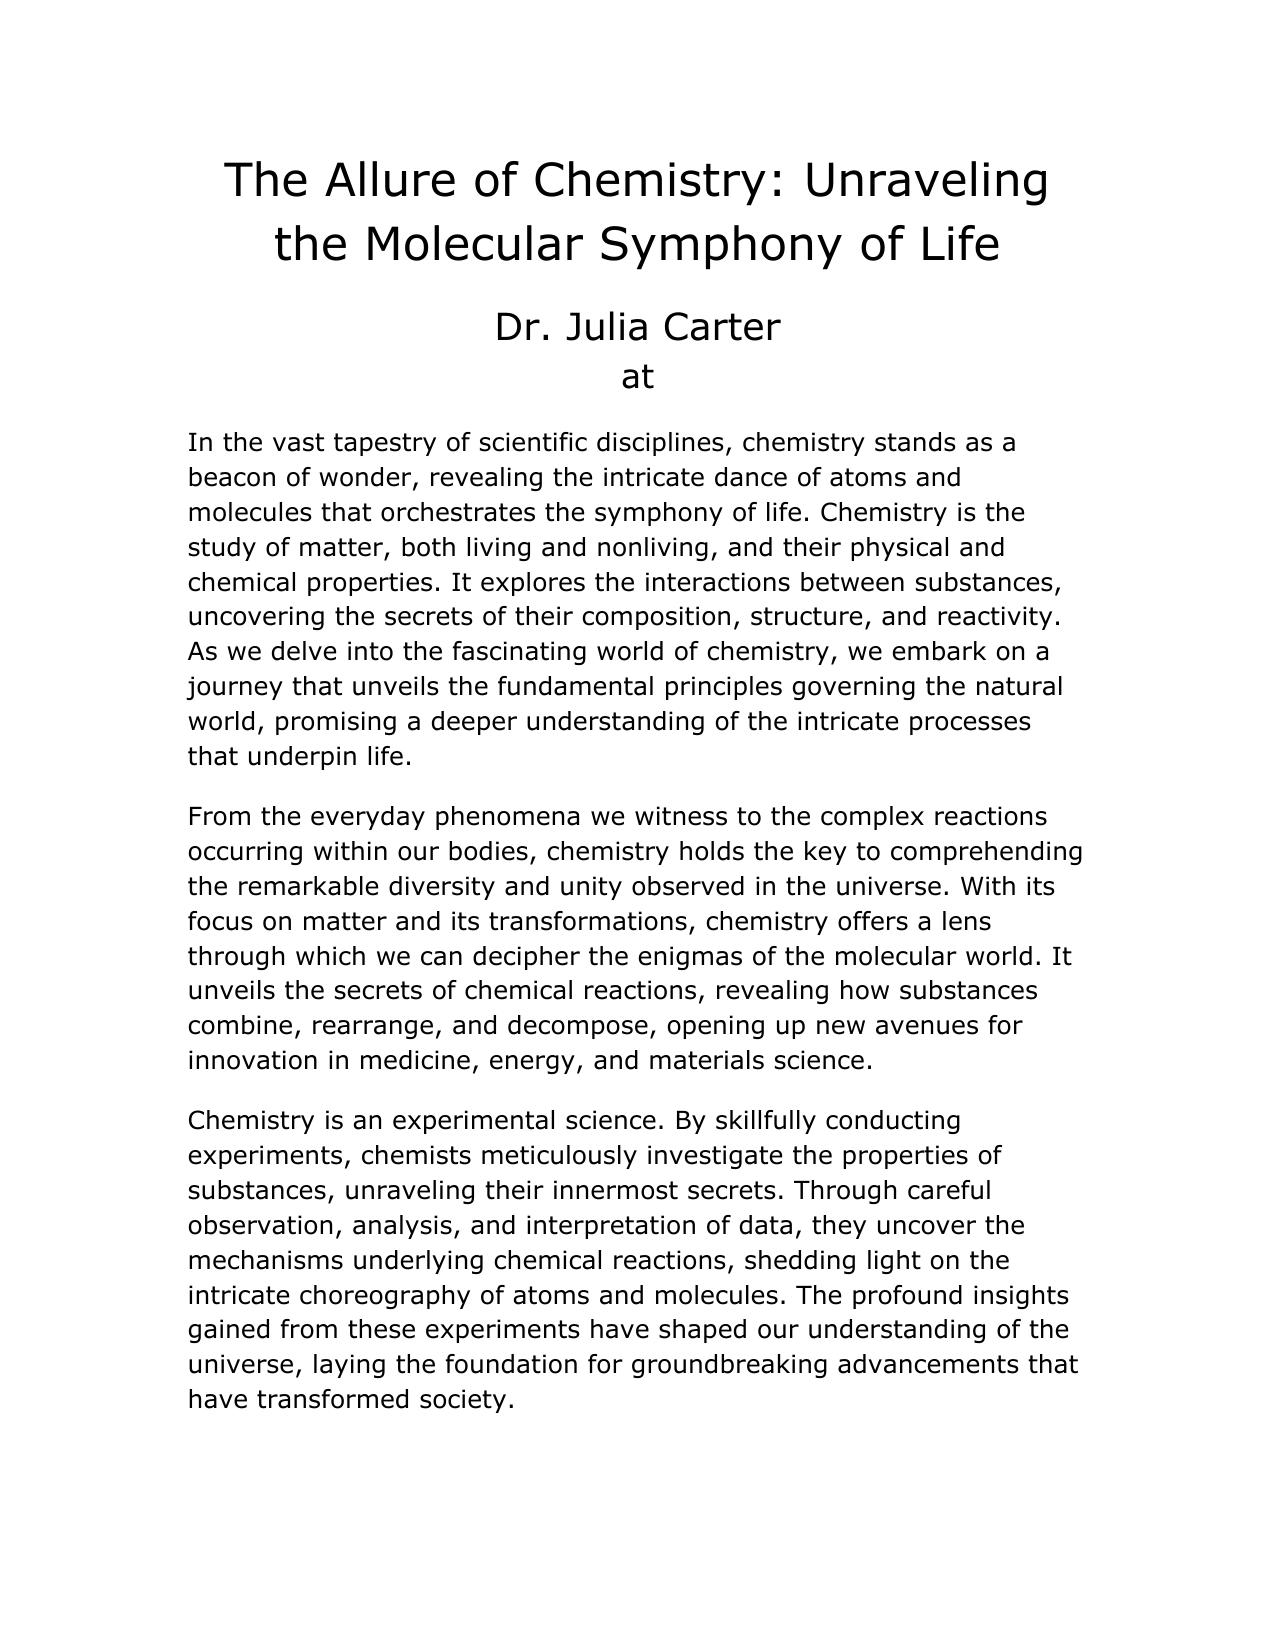 The Allure of Chemistry: Unraveling
the Molecular Symphony of Life
Dr. Julia Carter
at
In the vast tapestry of scientific disciplines, chemistry stands as a
beacon of wonder, revealing the intricate dance of atoms and
molecules that orchestrates the symphony of life. Chemistry is the
study of matter, both living and nonliving, and their physical and
chemical properties. It explores the interactions between substances,
uncovering the secrets of their composition, structure, and reactivity.
As we delve into the fascinating world of chemistry, we embark on a
journey that unveils the fundamental principles governing the natural
world, promising a deeper understanding of the intricate processes
that underpin life.
From the everyday phenomena we witness to the complex reactions
occurring within our bodies, chemistry holds the key to comprehending
the remarkable diversity and unity observed in the universe. With its
focus on matter and its transformations, chemistry offers a lens
through which we can decipher the enigmas of the molecular world. It
unveils the secrets of chemical reactions, revealing how substances
combine, rearrange, and decompose, opening up new avenues for
innovation in medicine, energy, and materials science.
Chemistry is an experimental science. By skillfully conducting
experiments, chemists meticulously investigate the properties of
substances, unraveling their innermost secrets. Through careful
observation, analysis, and interpretation of data, they uncover the
mechanisms underlying chemical reactions, shedding light on the
intricate choreography of atoms and molecules. The profound insights
gained from these experiments have shaped our understanding of the
universe, laying the foundation for groundbreaking advancements that
have transformed society.